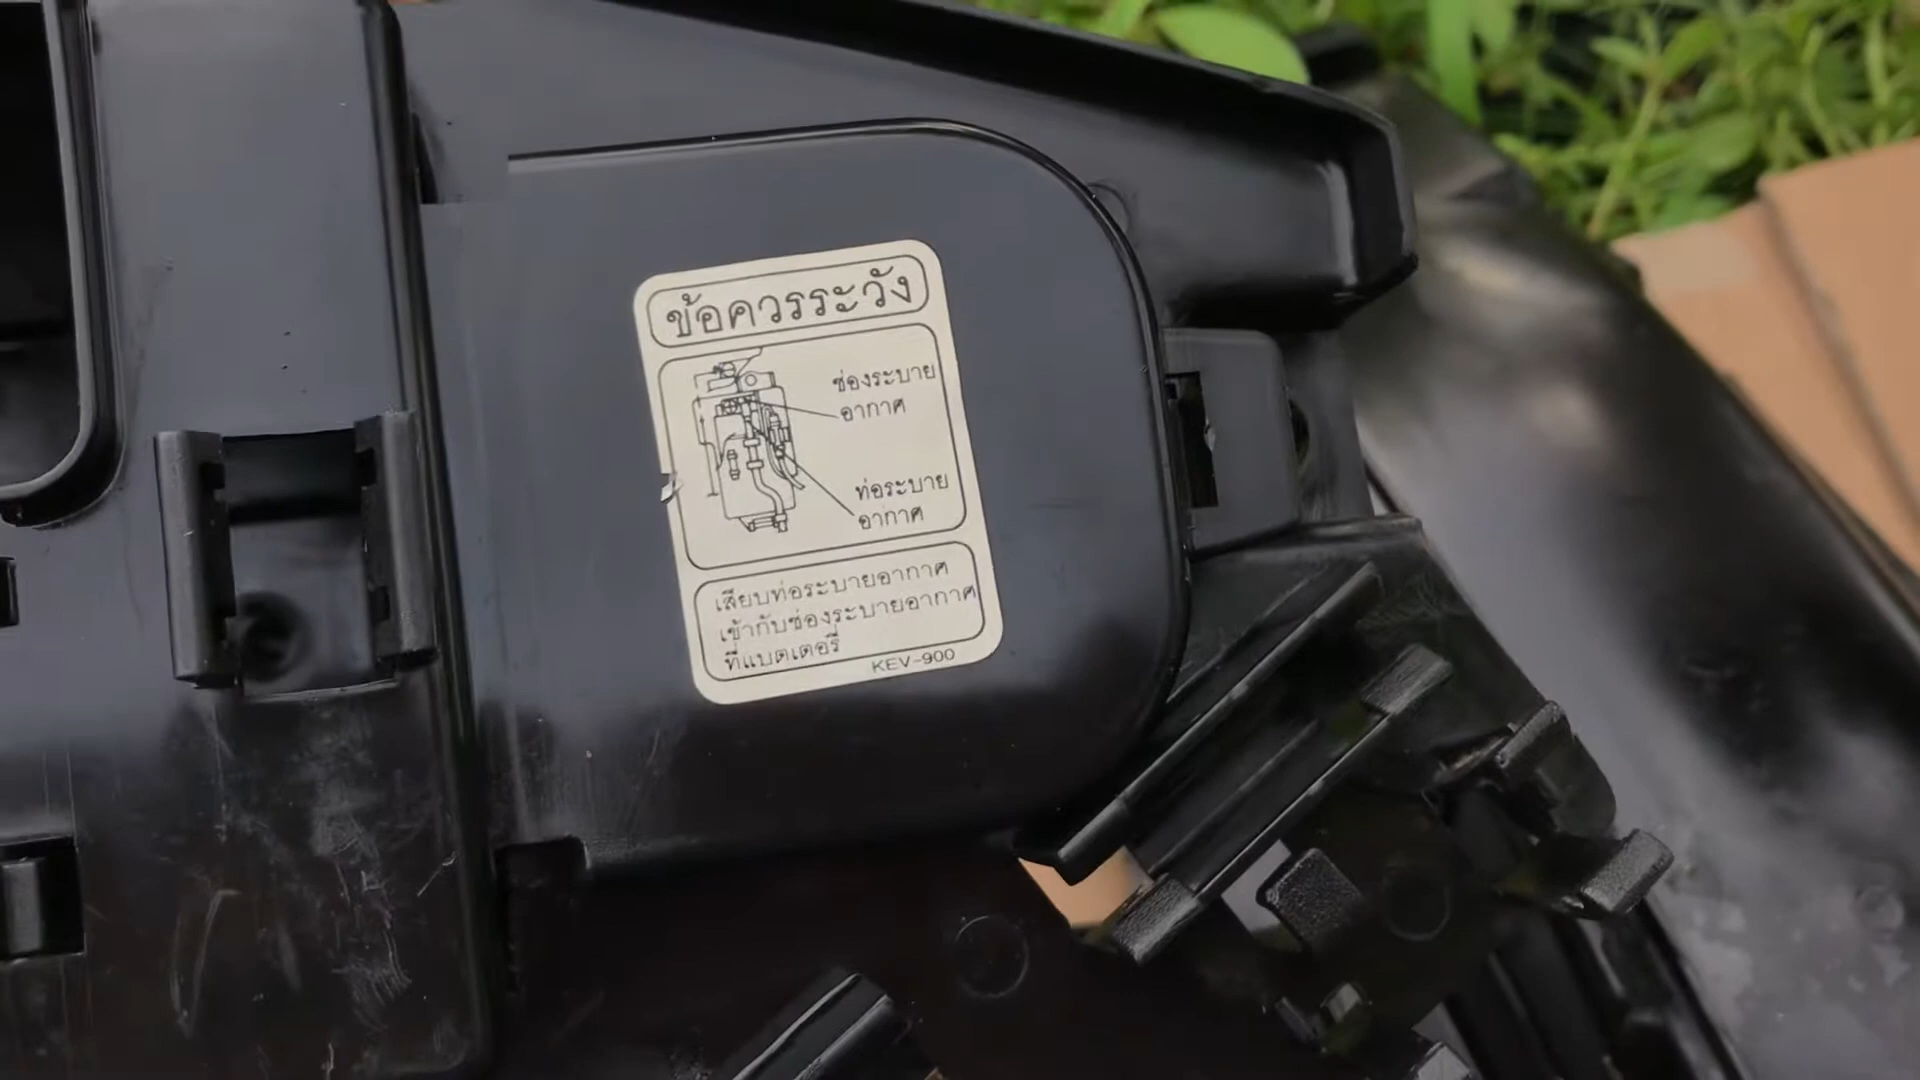 ข้อควรระวัง
ช่องระบาย
อากาศ
ท่อระบาย
อากาศ
เสียบท่อระบายอากาศ
เข้ากับช่องระบายอากาศ
ที่แบตเตอรี่
KEV-900